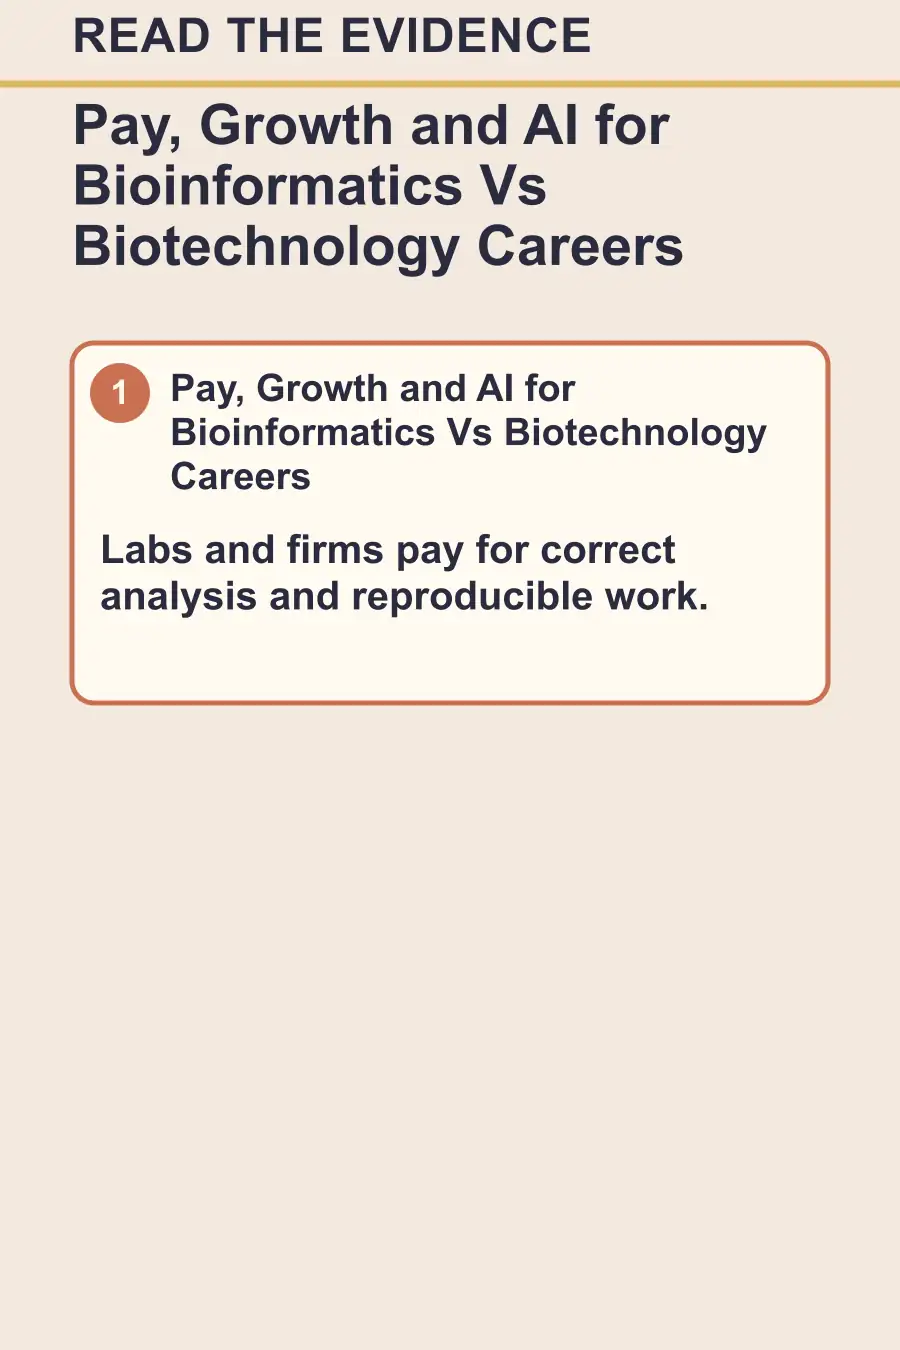 READ THE EVIDENCE
Pay, Growth and AI for
Bioinformatics Vs
Biotechnology Careers
1
Pay, Growth and AI for
Bioinformatics Vs Biotechnology
Careers
Labs and firms pay for correct
analysis and reproducible work.